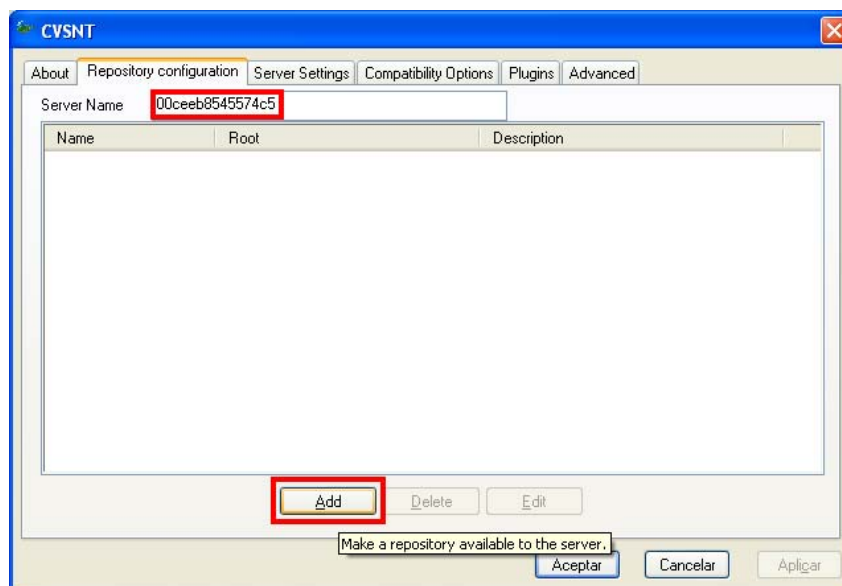 CVSNT
About Repository configuration Server Settings Compatibility Options Plugins Advanced
Server Name 00ceeb8545574c5
Name Root Description
Add Delete Edit
Make a repository available to the server.
Aceptar Cancelar Aplicar